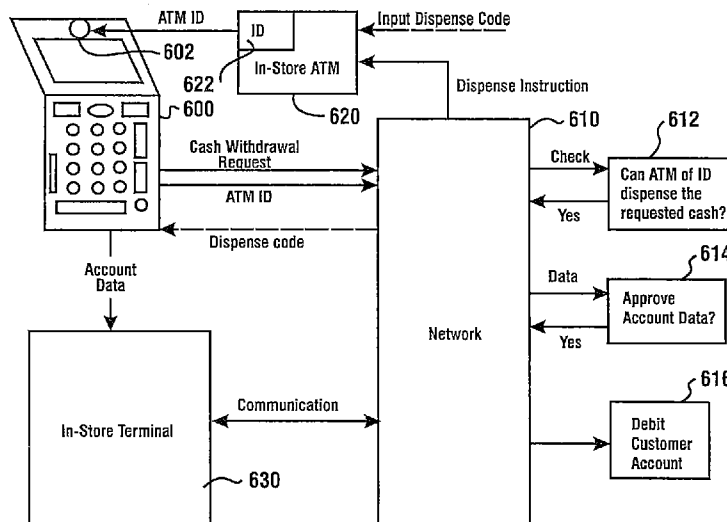 ATM ID
ID
Input Dispense Code
602
622
In-Store ATM
Dispense Instruction
600
620
610
612
Cash Withdrawal
Request
Check
Can ATM of ID
dispense the
requested cash?
ATM ID
Yes
Dispense code
614
Account
Data
Data
Approve
Account Data?
Network
Yes
616
In-Store Terminal
Communication
Debit
Customer
Account
630